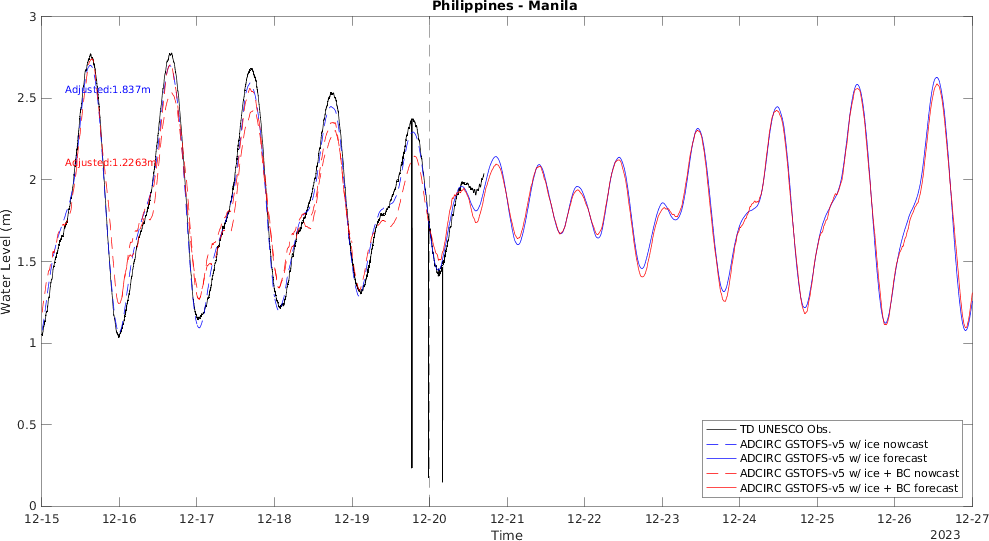 Philippines - Manila
3
2.5
2
1.5
1
0.5
0
Water Level (m)
Adjusted:1.837m
Adjusted:1.2263m
TD UNESCO Obs.
ADCIRC GSTOFS-v5 w/ ice nowcast
ADCIRC GSTOFS-v5 w/ ice forecast
ADCIRC GSTOFS-v5 w/ ice + BC nowcast
ADCIRC GSTOFS-v5 w/ ice + BC forecast
12-15 12-16 12-17 12-18 12-19 12-20 12-21 12-22 12-23 12-24 12-25 12-26 12-27
Time
2023